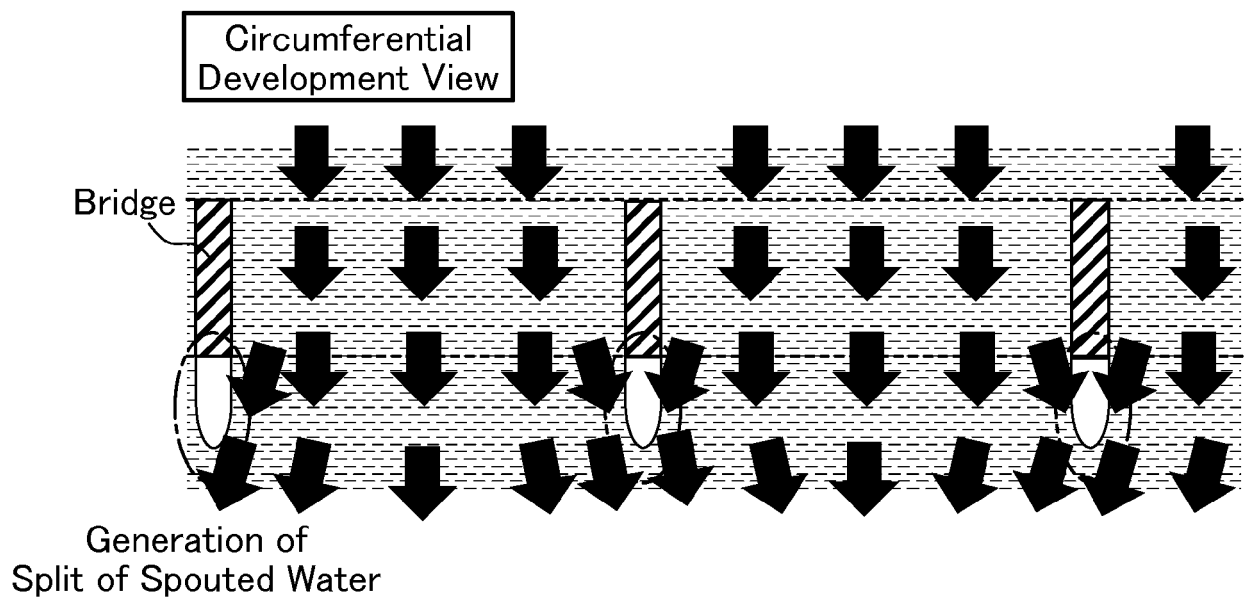 Circumferential
Development View
Bridge
Generation of
Split of Spouted Water